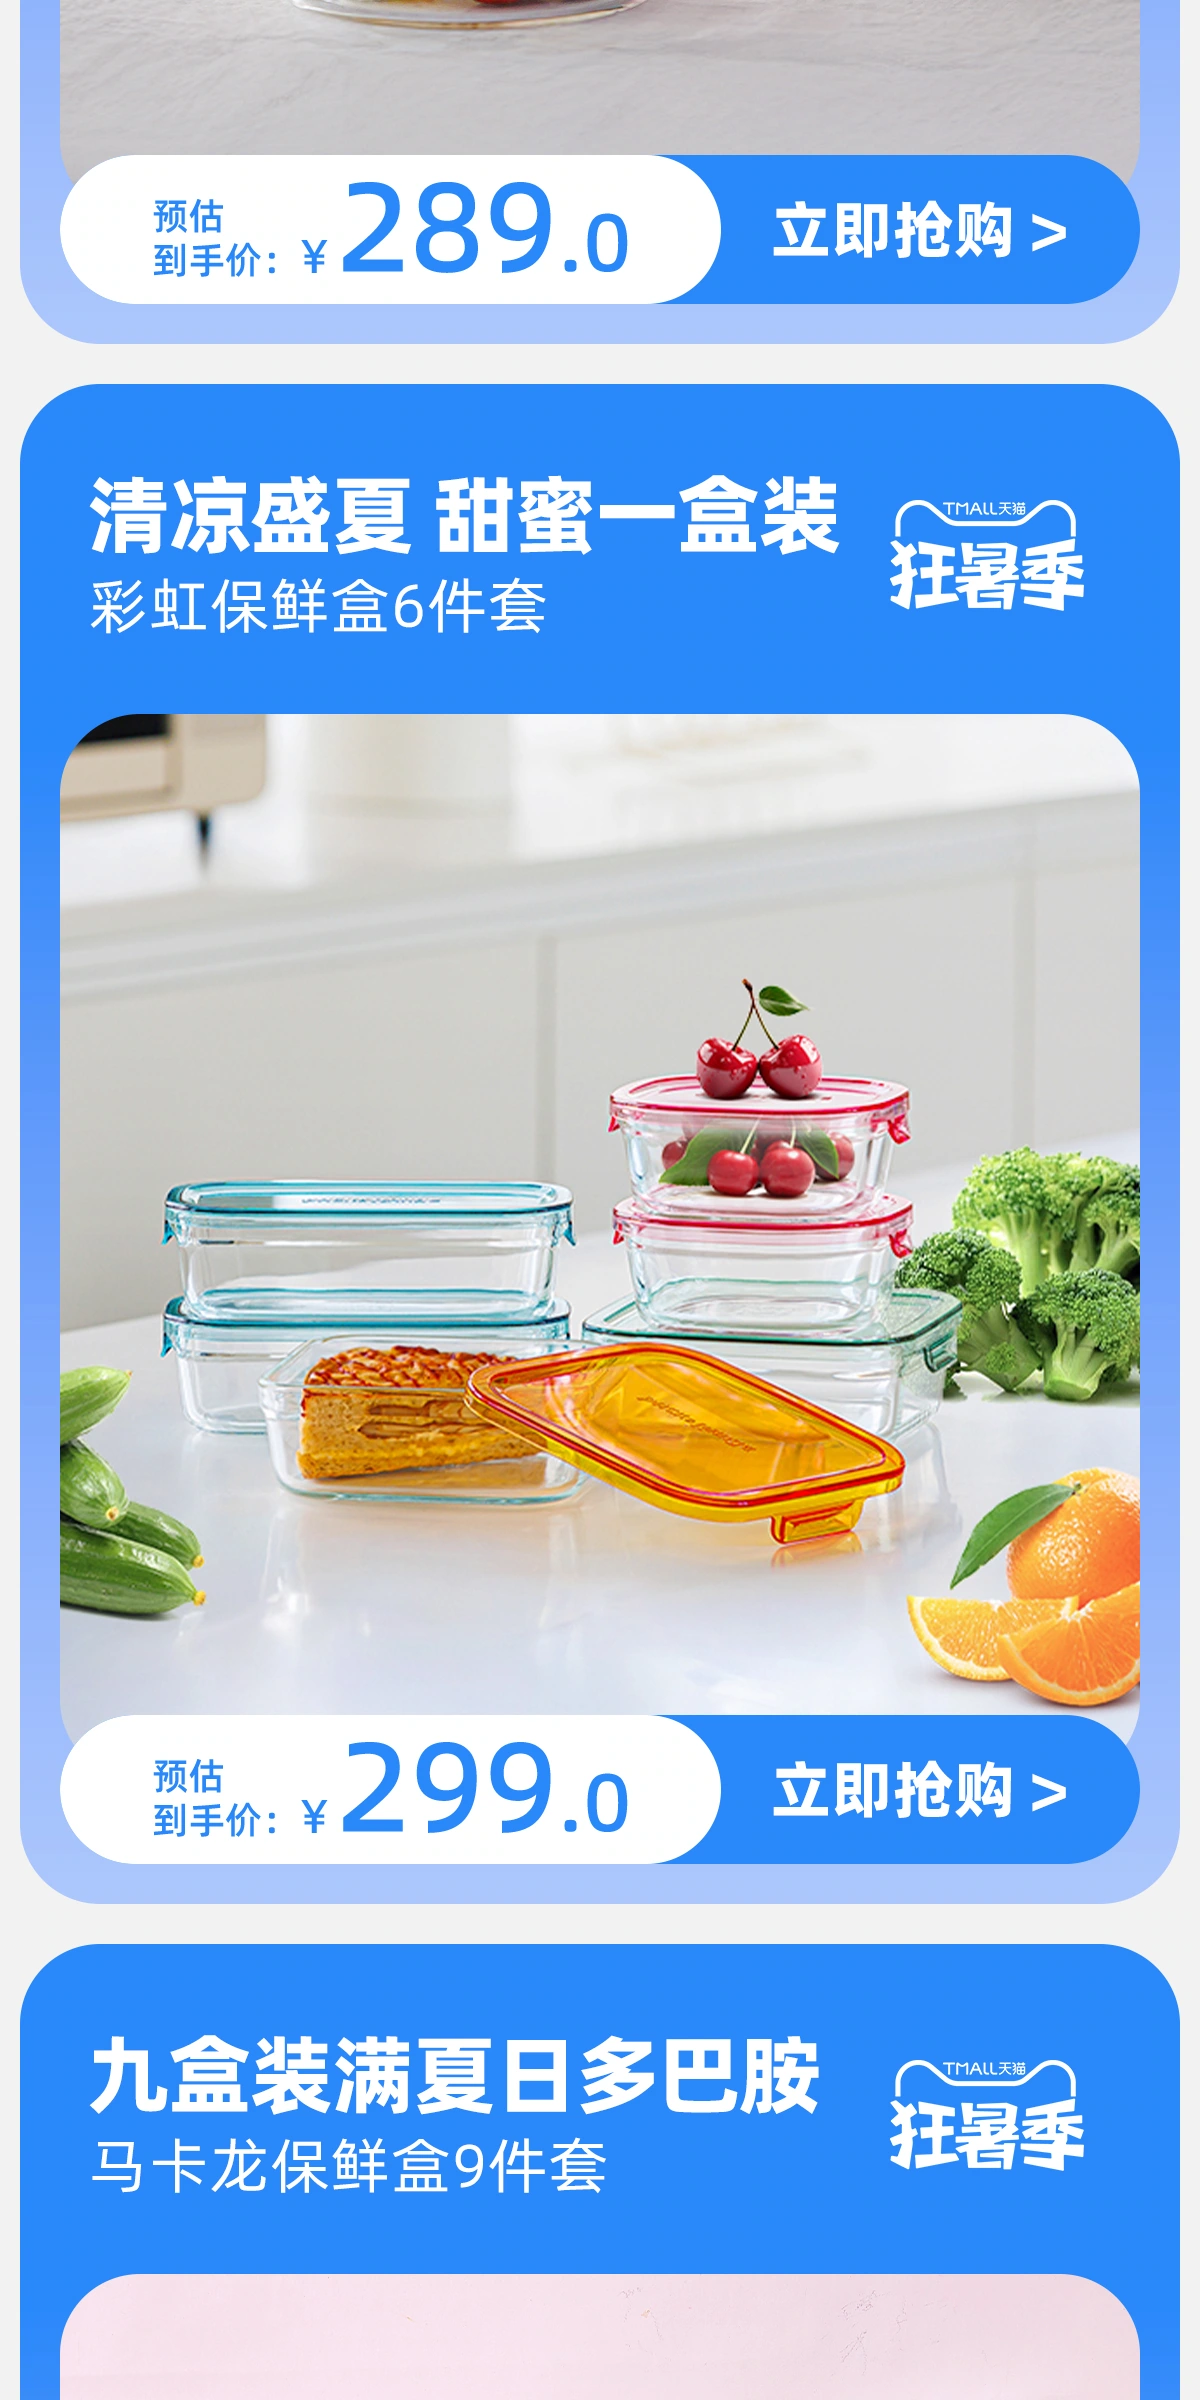 预估
到手价：¥289.0
立即抢购 >
清凉盛夏 甜蜜一盒装
彩虹保鲜盒6件套
TMALL天猫
狂暑季
预估
到手价：¥299.0
立即抢购 >
九盒装满夏日多巴胺
马卡龙保鲜盒9件套
TMALL天猫
狂暑季